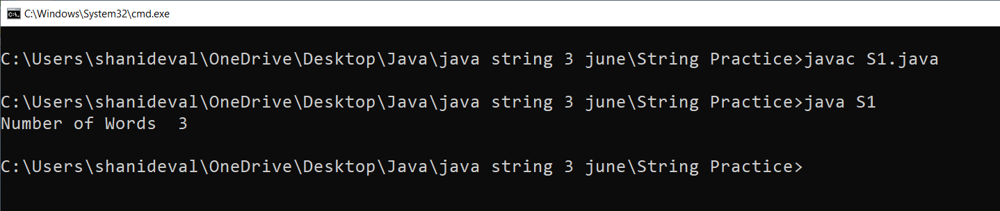 C:\Windows\System32\cmd.exe
C:\Users\shanideval\OneDrive\Desktop\Java\java string 3 june\String Practice>javac S1.java
C:\Users\shanideval\OneDrive\Desktop\Java\java string 3 june\String Practice>java S1
Number of Words  3
C:\Users\shanideval\OneDrive\Desktop\Java\java string 3 june\String Practice>